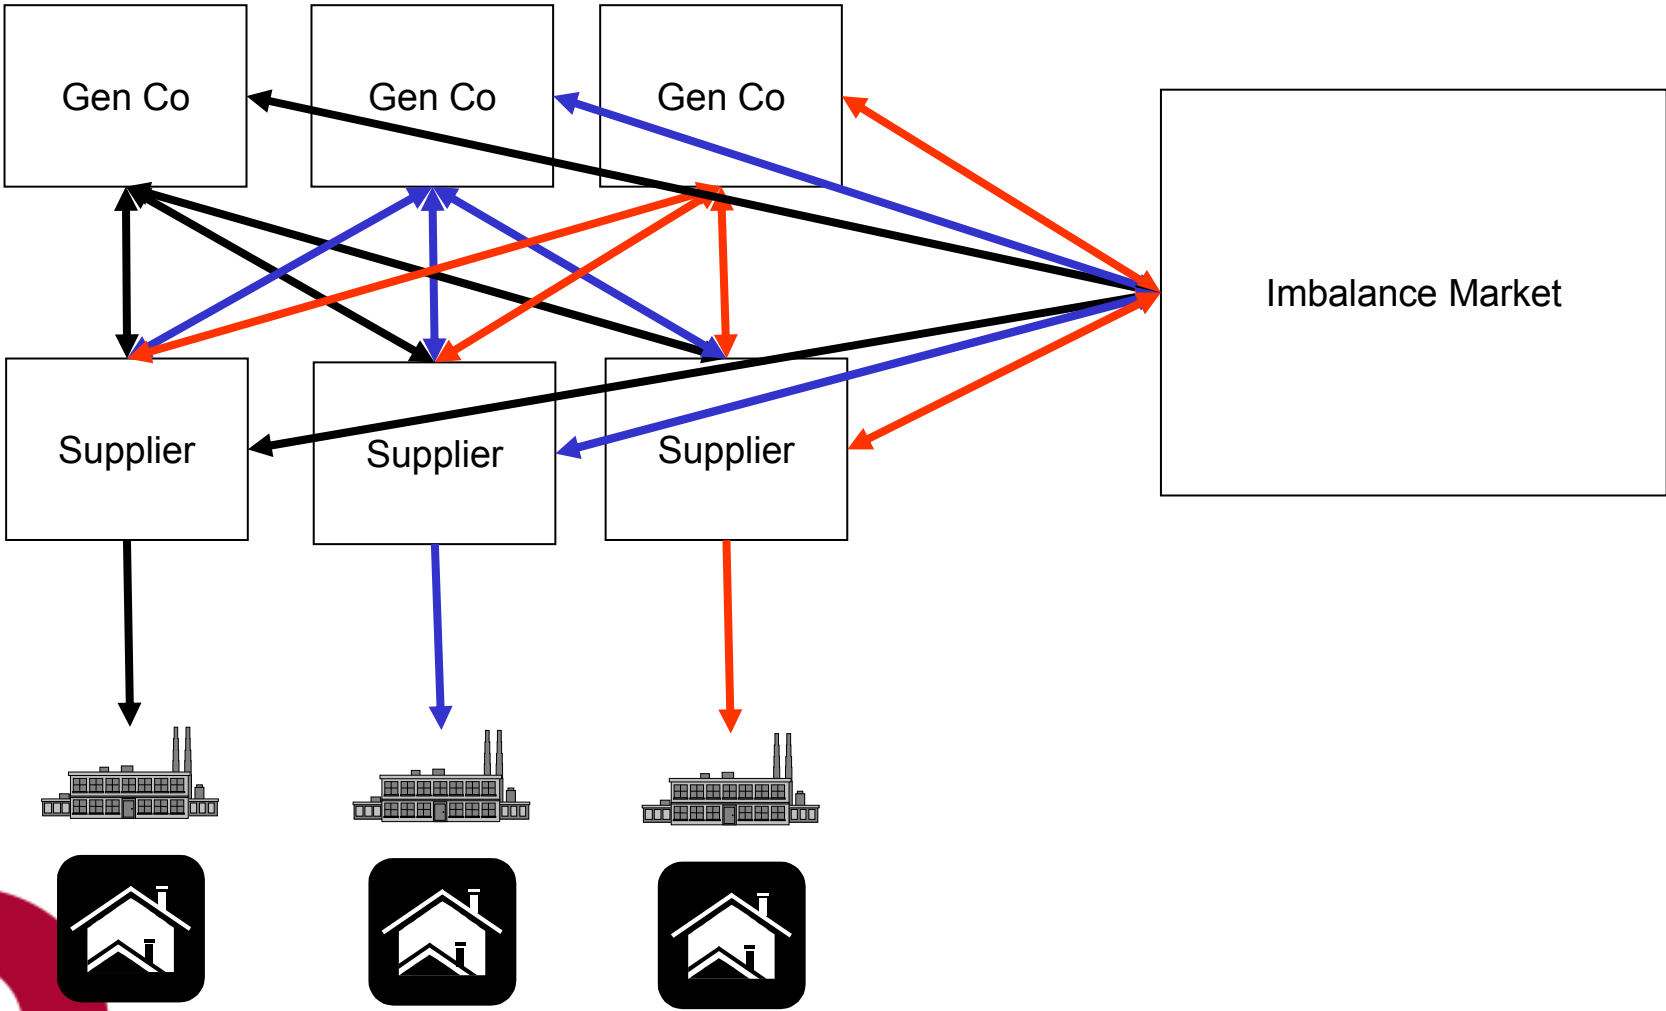 Gen Co
Gen Co
Gen Co
Imbalance Market
Supplier
Supplier
Supplier